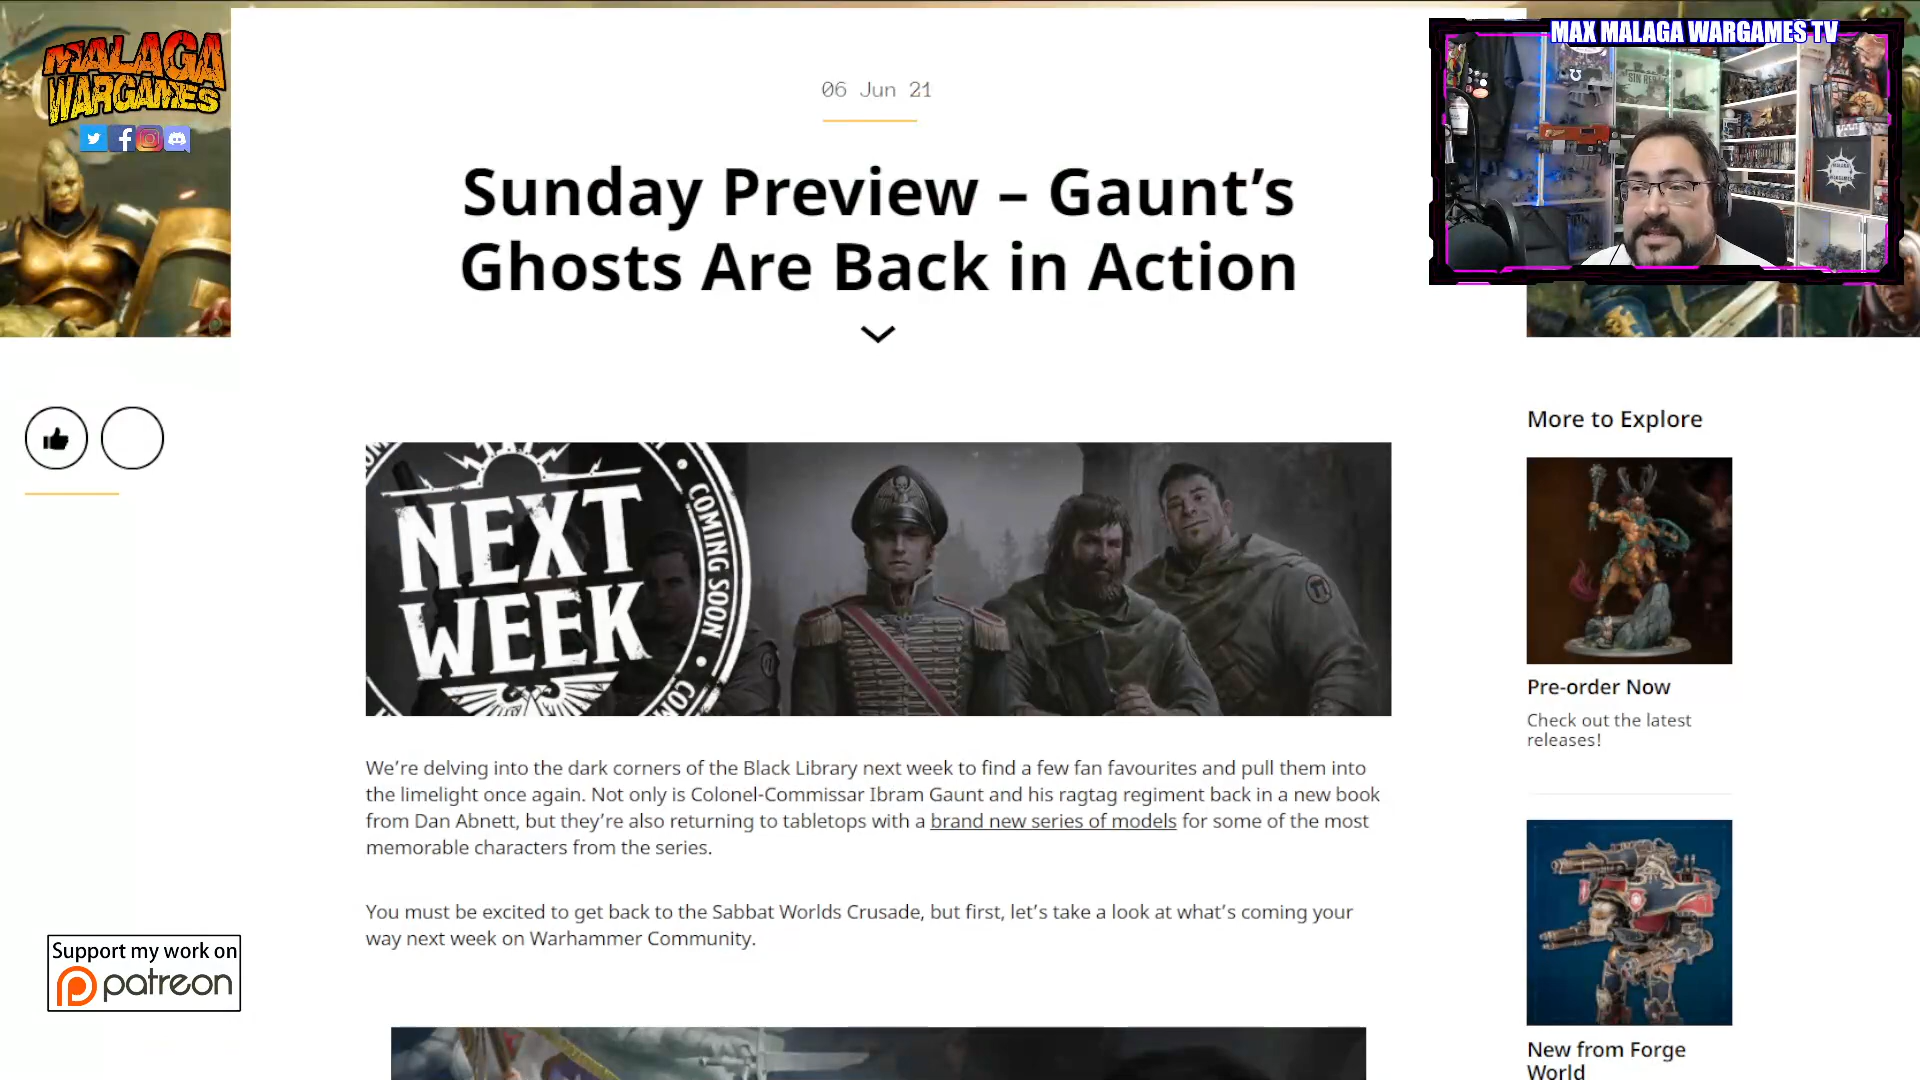 MALAGA
WARGAMES
MAX MALAGA WARGAMES TV
06 Jun 21
Sunday Preview – Gaunt’s
Ghosts Are Back in Action
NEXT
WEEK
COMING SOON
We’re delving into the dark corners of the Black Library next week to find a few fan favourites and pull them into
the limelight once again. Not only is Colonel-Commissar Ibram Gaunt and his ragtag regiment back in a new book
from Dan Abnett, but they’re also returning to tabletops with a brand new series of models for some of the most
memorable characters from the series.
You must be excited to get back to the Sabbat Worlds Crusade, but first, let’s take a look at what’s coming your
way next week on Warhammer Community.
More to Explore
Pre-order Now
Check out the latest
releases!
New from Forge
World
Support my work on
patreon